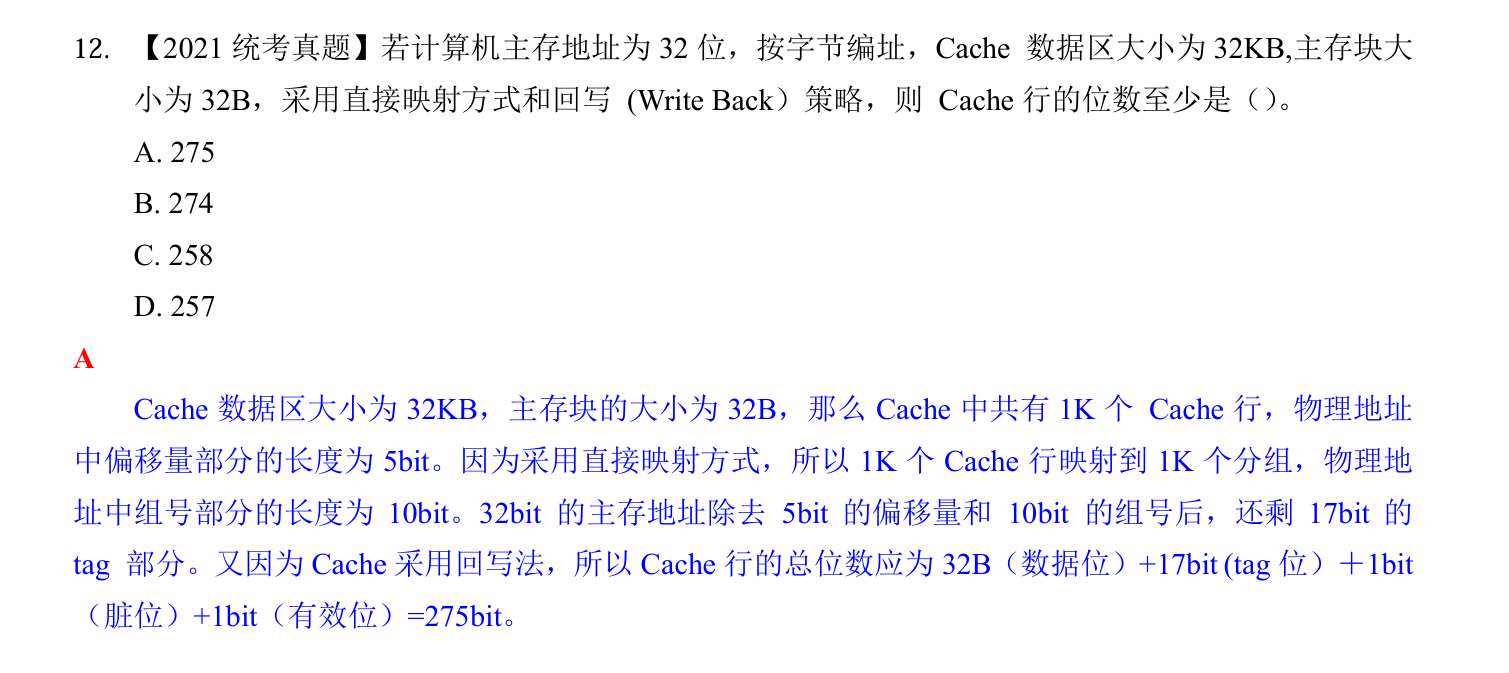 12. 【2021 统考真题】若计算机主存地址为 32 位，按字节编址，Cache 数据区大小为 32KB,主存块大
小为 32B，采用直接映射方式和回写 (Write Back）策略，则 Cache 行的位数至少是（）。
A. 275
B. 274
C. 258
D. 257
A
Cache 数据区大小为 32KB，主存块的大小为 32B，那么 Cache 中共有 1K 个 Cache 行，物理地址
中偏移量部分的长度为 5bit。因为采用直接映射方式，所以 1K 个 Cache 行映射到 1K 个分组，物理地
址中组号部分的长度为 10bit。32bit 的主存地址除去 5bit 的偏移量和 10bit 的组号后，还剩 17bit 的
tag 部分。又因为 Cache 采用回写法，所以 Cache 行的总位数应为 32B（数据位）+17bit (tag 位）＋1bit
（脏位）+1bit（有效位）=275bit。